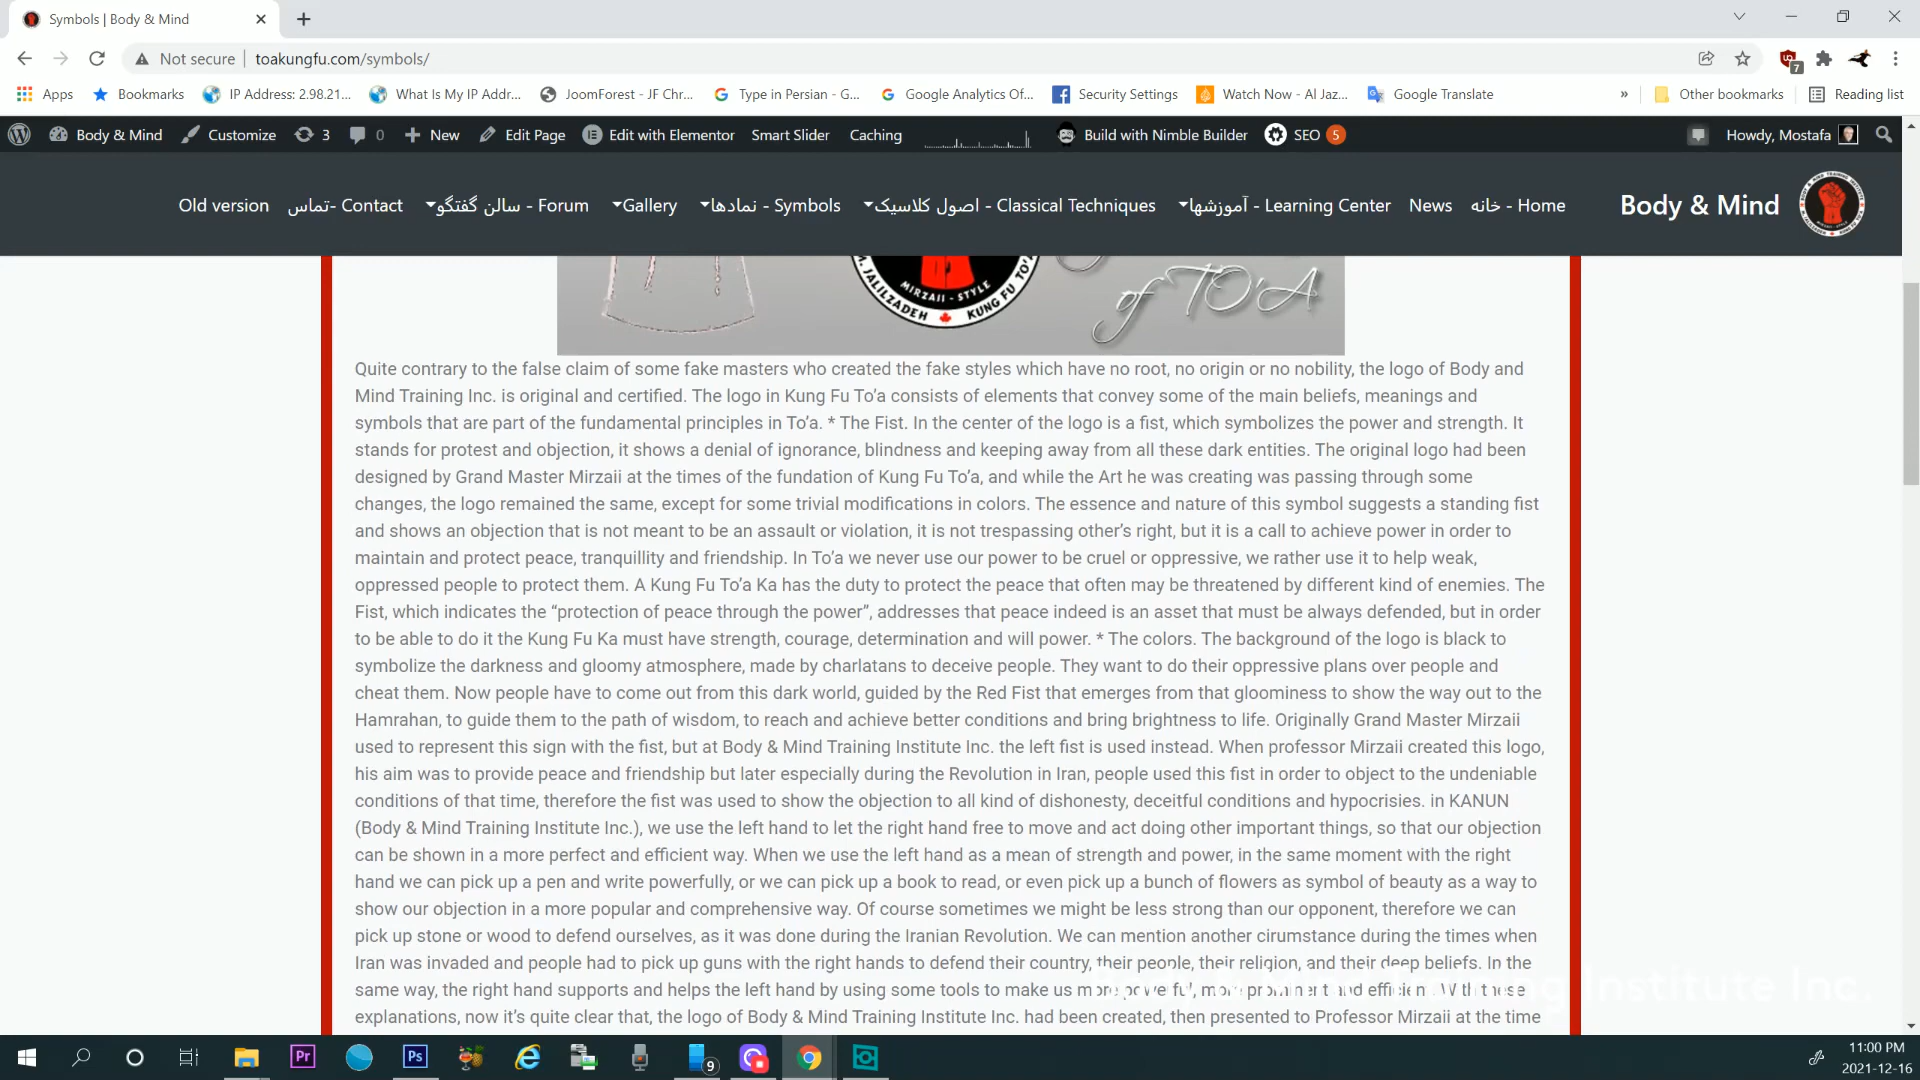 Symbols | Body & Mind
Not secure
toakungfu.com/symbols/
7
Apps
Bookmarks
IP Address: 2.98.21...
What Is My IP Addr...
JoomForest - JF Chr...
Type in Persian - G...
Google Analytics Of...
Security Settings
Watch Now - Al Jaz...
Google Translate
»
Other bookmarks
Reading list
Body & Mind
Customize
3
0
New
Edit Page
Edit with Elementor
Smart Slider
Caching
Build with Nimble Builder
SEO 5
Howdy, Mostafa
Old version
تماس- Contact
سالن گفتگو - Forum
Gallery
نمادها - Symbols
اصول کلاسیک - Classical Techniques
آموزشها - Learning Center
News
خانه - Home
Body & Mind
M. JALILZADEH
MIRZAII - STYLE
KUNG FU TO'A
of TO'A
Quite contrary to the false claim of some fake masters who created the fake styles which have no root, no origin or no nobility, the logo of Body and
Mind Training Inc. is original and certified. The logo in Kung Fu To’a consists of elements that convey some of the main beliefs, meanings and
symbols that are part of the fundamental principles in To’a. * The Fist. In the center of the logo is a fist, which symbolizes the power and strength. It
stands for protest and objection, it shows a denial of ignorance, blindness and keeping away from all these dark entities. The original logo had been
designed by Grand Master Mirzaii at the times of the fundation of Kung Fu To’a, and while the Art he was creating was passing through some
changes, the logo remained the same, except for some trivial modifications in colors. The essence and nature of this symbol suggests a standing fist
and shows an objection that is not meant to be an assault or violation, it is not trespassing other’s right, but it is a call to achieve power in order to
maintain and protect peace, tranquillity and friendship. In To’a we never use our power to be cruel or oppressive, we rather use it to help weak,
oppressed people to protect them. A Kung Fu To’a Ka has the duty to protect the peace that often may be threatened by different kind of enemies. The
Fist, which indicates the “protection of peace through the power”, addresses that peace indeed is an asset that must be always defended, but in order
to be able to do it the Kung Fu Ka must have strength, courage, determination and will power. * The colors. The background of the logo is black to
symbolize the darkness and gloomy atmosphere, made by charlatans to deceive people. They want to do their oppressive plans over people and
cheat them. Now people have to come out from this dark world, guided by the Red Fist that emerges from that gloominess to show the way out to the
Hamrahan, to guide them to the path of wisdom, to reach and achieve better conditions and bring brightness to life. Originally Grand Master Mirzaii
used to represent this sign with the fist, but at Body & Mind Training Institute Inc. the left fist is used instead. When professor Mirzaii created this logo,
his aim was to provide peace and friendship but later especially during the Revolution in Iran, people used this fist in order to object to the undeniable
conditions of that time, therefore the fist was used to show the objection to all kind of dishonesty, deceitful conditions and hypocrisies. in KANUN
(Body & Mind Training Institute Inc.), we use the left hand to let the right hand free to move and act doing other important things, so that our objection
can be shown in a more perfect and efficient way. When we use the left hand as a mean of strength and power, in the same moment with the right
hand we can pick up a pen and write powerfully, or we can pick up a book to read, or even pick up a bunch of flowers as symbol of beauty as a way to
show our objection in a more popular and comprehensive way. Of course sometimes we might be less strong than our opponent, therefore we can
pick up stone or wood to defend ourselves, as it was done during the Iranian Revolution. We can mention another cirumstance during the times when
Iran was invaded and people had to pick up guns with the right hands to defend their country, their people, their religion, and their deep beliefs. In the
same way, the right hand supports and helps the left hand by using some tools to make us more powerful, more prominent and efficient. With these
explanations, now it’s quite clear that, the logo of Body & Mind Training Institute Inc. had been created, then presented to Professor Mirzaii at the time
Body & Mind Training Institute Inc.
Pr
Ps
9
11:00 PM
2021-12-16